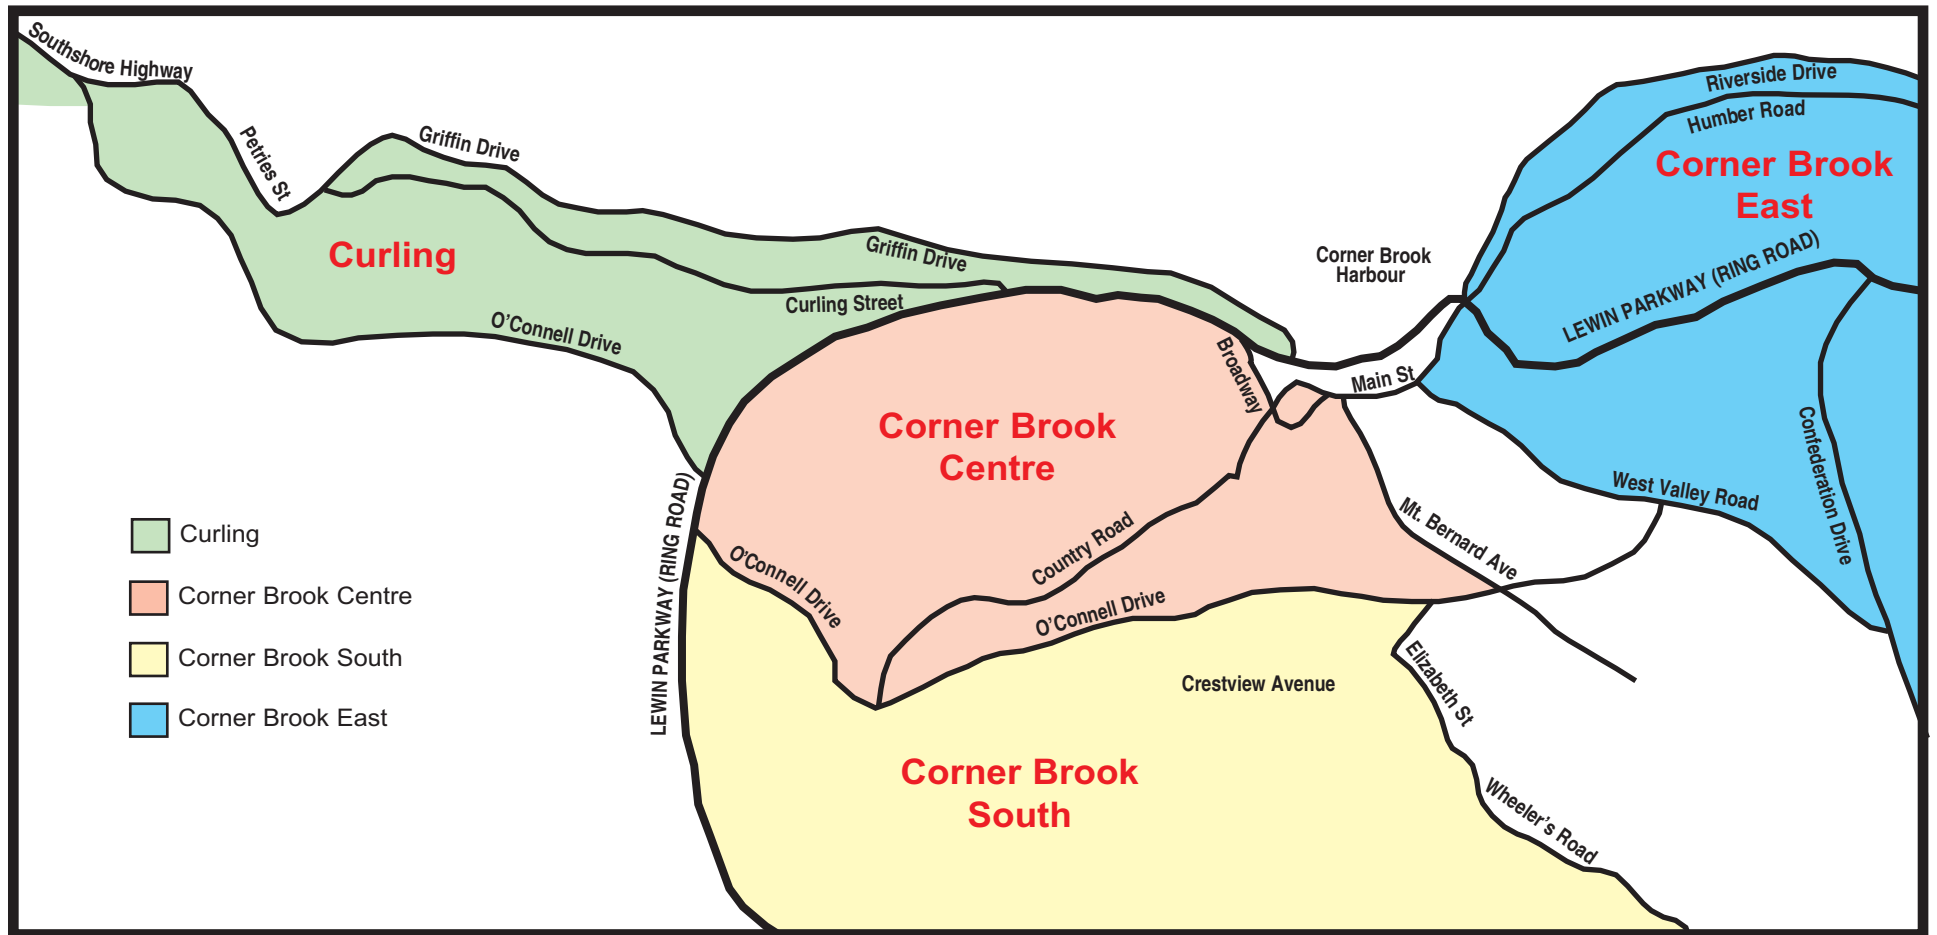 Southshore Highway
Petries St
Griffin Drive
Riverside Drive
Humber Road
Corner Brook
East
Curling
Griffin Drive
Corner Brook
Harbour
LEWIN PARKWAY (RING ROAD)
Curling Street
O'Connell Drive
Broadway
Main St
Corner Brook
Centre
Confederation Drive
West Valley Road
LEWIN PARKWAY (RING ROAD)
Mt. Bernard Ave
Country Road
O'Connell Drive
O'Connell Drive
Elizabeth St
Crestview Avenue
Corner Brook
South
Wheeler's Road
Curling
Corner Brook Centre
Corner Brook South
Corner Brook East